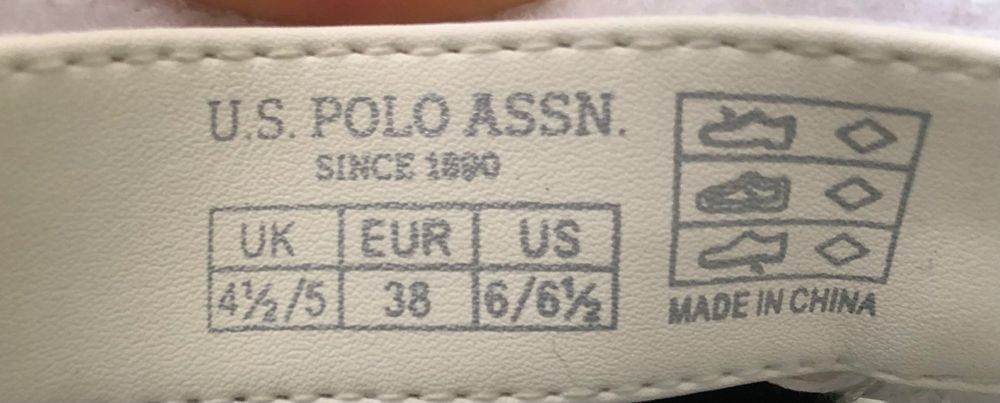 U.S. POLO ASSN.
SINCE 1890
UK EUR US
4½/5 38 6/6½
MADE IN CHINA